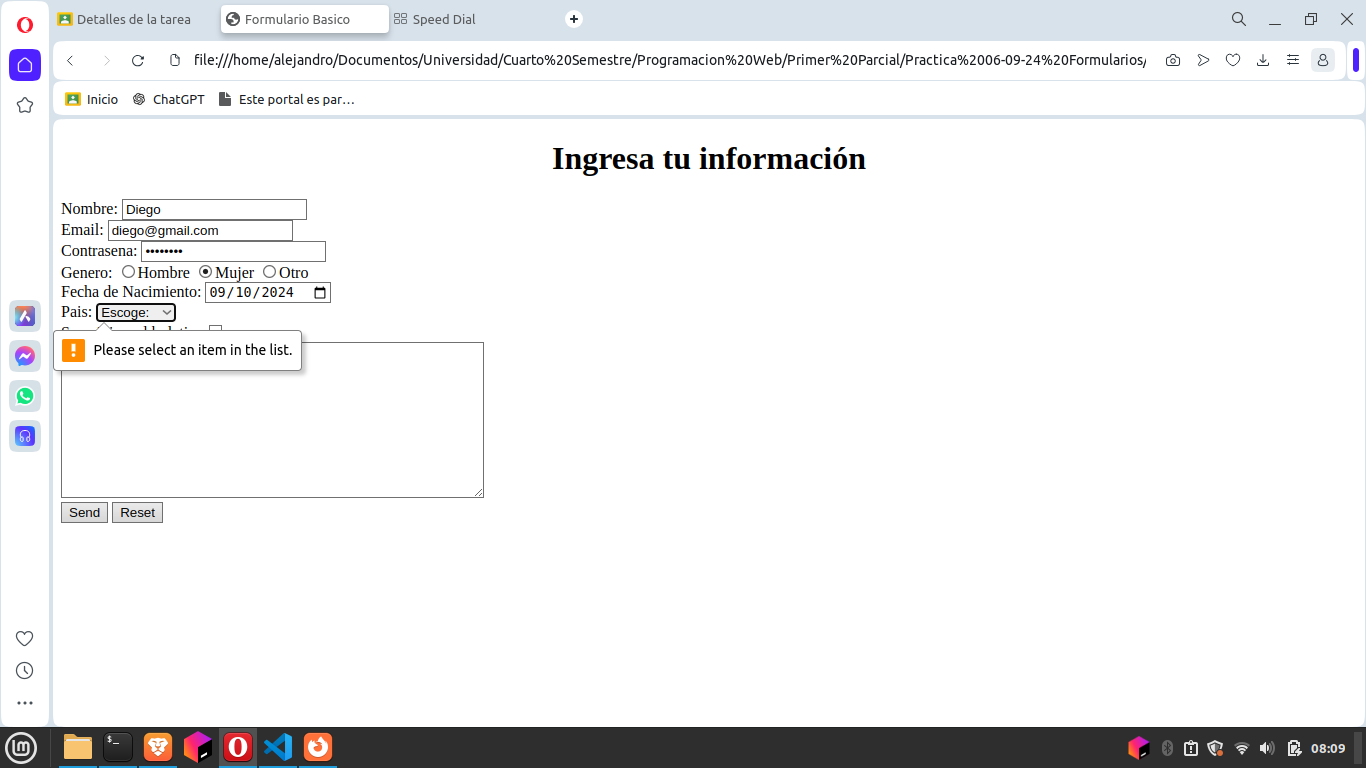 Detalles de la tarea
Formulario Basico
Speed Dial
file:///home/alejandro/Documentos/Universidad/Cuarto%20Semestre/Programacion%20Web/Primer%20Parcial/Practica%2006-09-24%20Formularios/
Inicio
ChatGPT
Este portal es par…
Ingresa tu información
Nombre: Diego
Email: diego@gmail.com
Contrasena: ••••••••
Genero: Hombre Mujer Otro
Fecha de Nacimiento: 09/10/2024
Pais: Escoge:
Please select an item in the list.
Send Reset
08:09